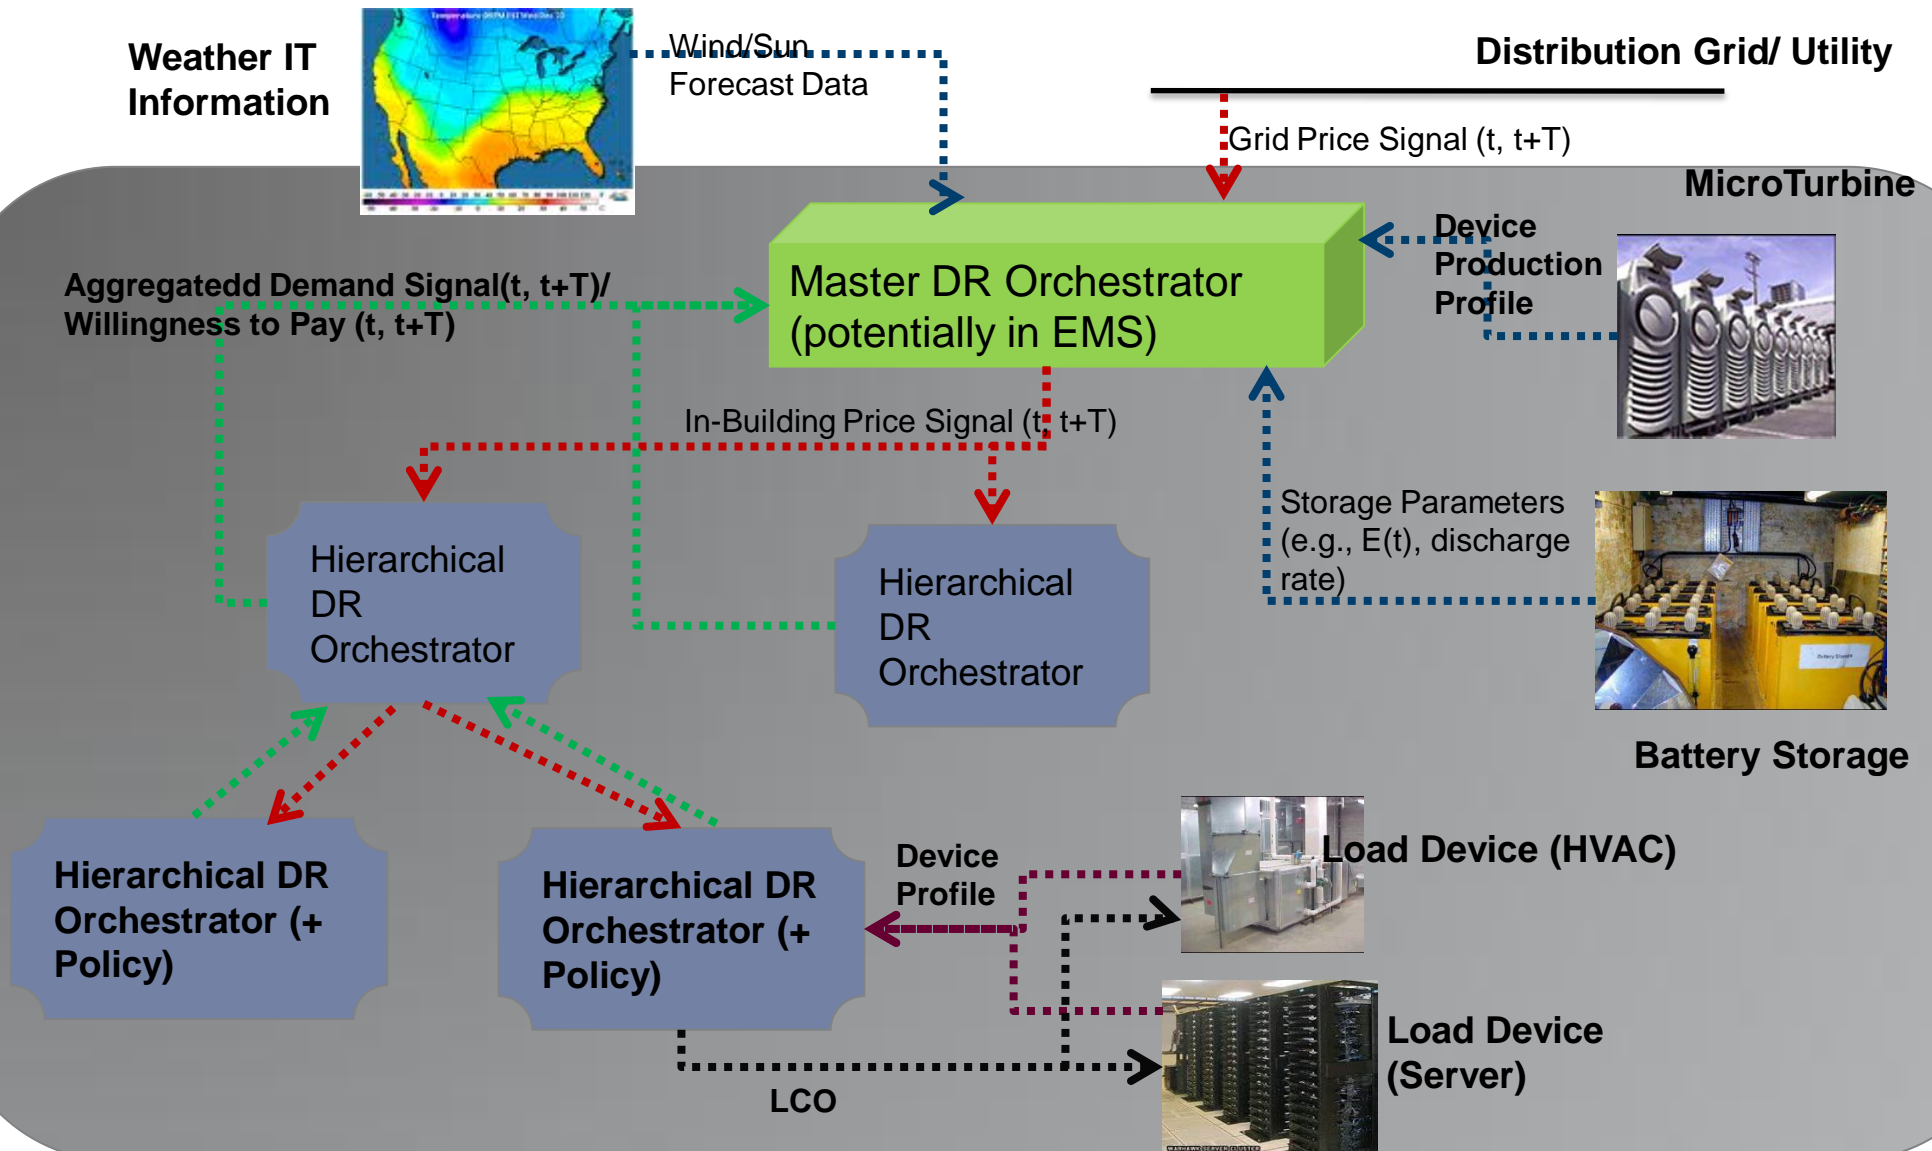 Temperature
Weather IT
Information
Wind/Sun
Forecast Data
Distribution Grid/ Utility
Grid Price Signal (t, t+T)
MicroTurbine
Device
Production
Profile
Aggregatedd Demand Signal(t, t+T)/
Willingness to Pay (t, t+T)
Master DR Orchestrator
(potentially in EMS)
In-Building Price Signal (t, t+T)
Storage Parameters
(e.g., E(t), discharge
rate)
Hierarchical
DR
Orchestrator
Hierarchical
DR
Orchestrator
Battery Storage
Battery Storage
Hierarchical DR
Orchestrator (+
Policy)
Hierarchical DR
Orchestrator (+
Policy)
Device
Profile
Load Device (HVAC)
Load Device
(Server)
LCO